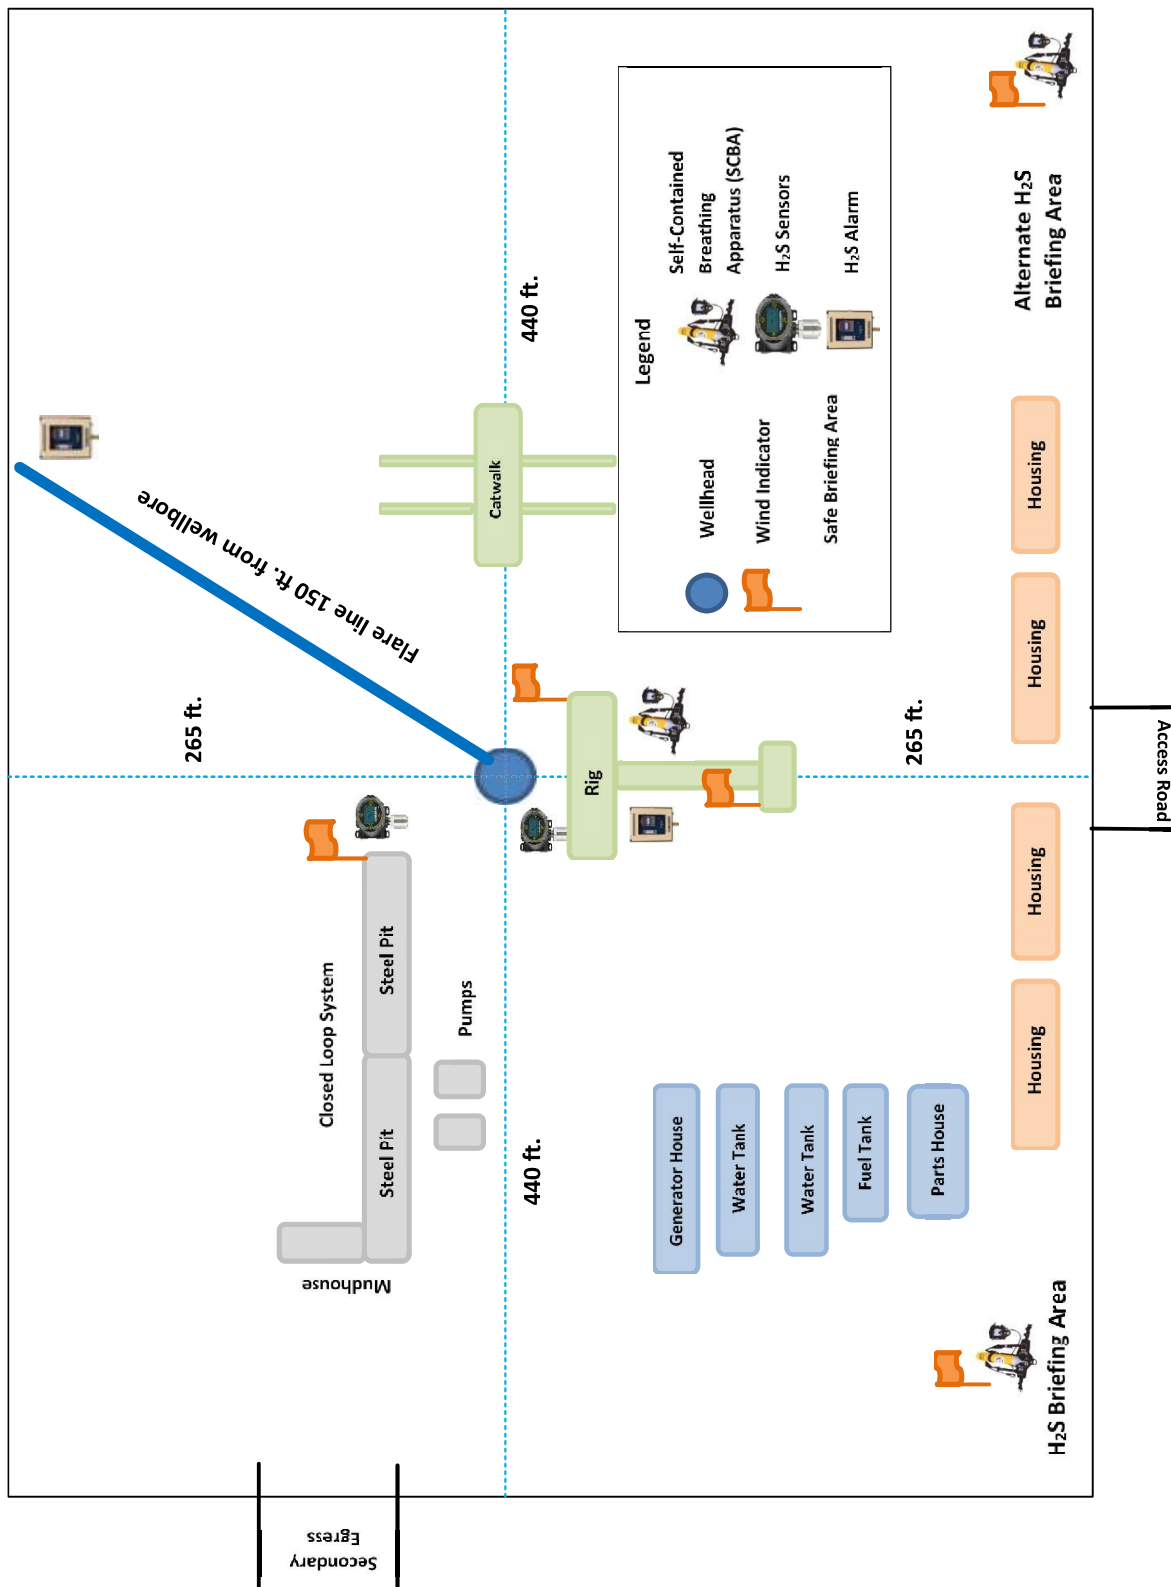 Secondary
Egress
Mudhouse
Closed Loop System
Steel Pit
Steel Pit
Pumps
265 ft.
Flare line 150 ft. from wellbore
440 ft.
440 ft.
Catwalk
Rig
265 ft.
Generator House
Water Tank
Water Tank
Fuel Tank
Parts House
Legend
Wellhead
Wind Indicator
Safe Briefing Area
Self-Contained
Breathing
Apparatus (SCBA)
H₂S Sensors
H₂S Alarm
H₂S Briefing Area
Housing
Housing
Housing
Housing
Alternate H₂S
Briefing Area
Access Road